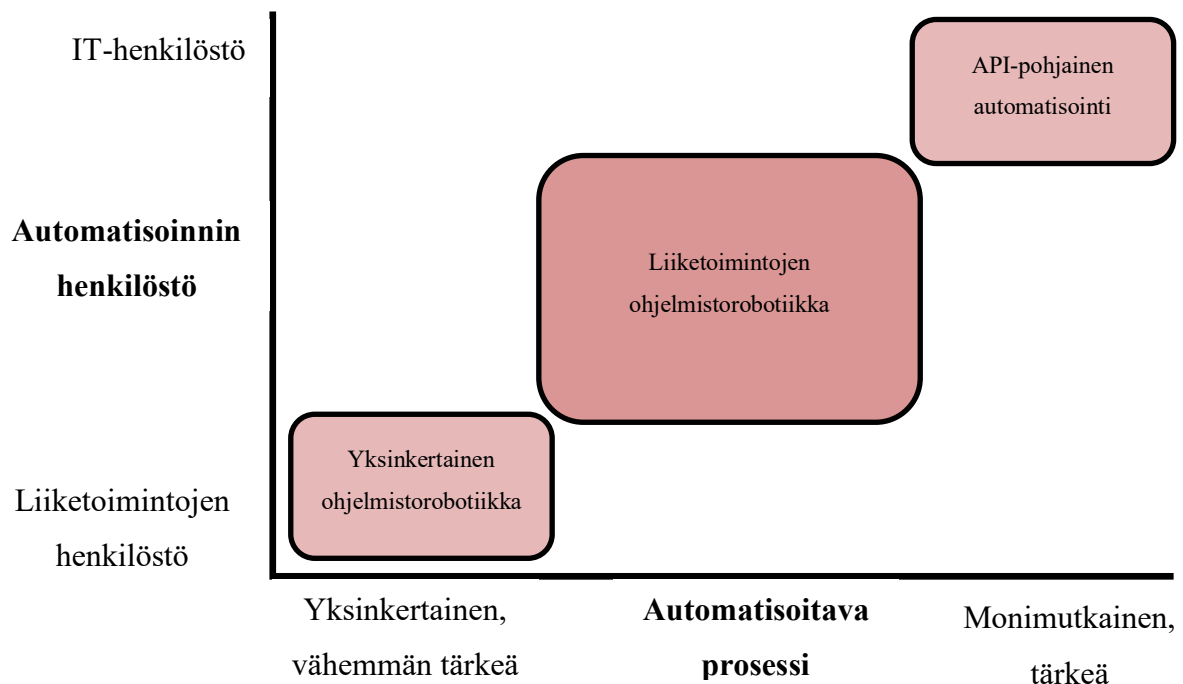 IT-henkilöstö
API-pohjainen
automatisointi
Automatisoinnin
henkilöstö
Liiketoimintojen
ohjelmistorobotiikka
Yksinkertainen
ohjelmistorobotiikka
Liiketoimintojen
henkilöstö
Yksinkertainen,
vähemmän tärkeä
Automatisoitava
prosessi
Monimutkainen,
tärkeä